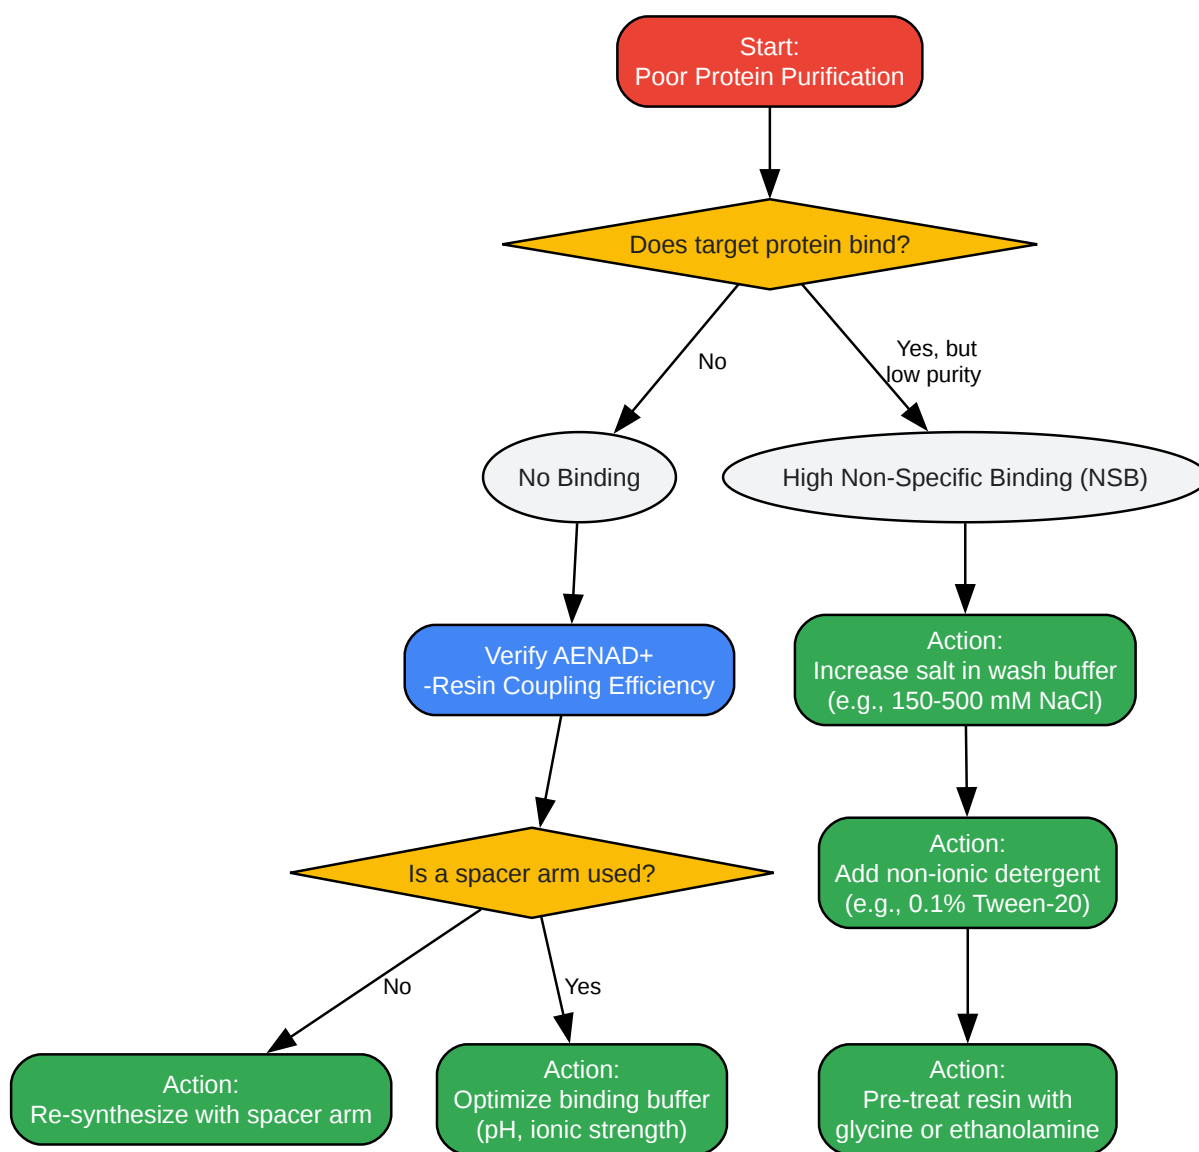 Start:
Poor Protein Purification
Does target protein bind?
No
Yes, but
low purity
No Binding
High Non-Specific Binding (NSB)
Verify AENAD+
-Resin Coupling Efficiency
Action:
Increase salt in wash buffer
(e.g., 150-500 mM NaCl)
Is a spacer arm used?
Action:
Add non-ionic detergent
(e.g., 0.1% Tween-20)
No
Yes
Action:
Re-synthesize with spacer arm
Action:
Optimize binding buffer
(pH, ionic strength)
Action:
Pre-treat resin with
glycine or ethanolamine